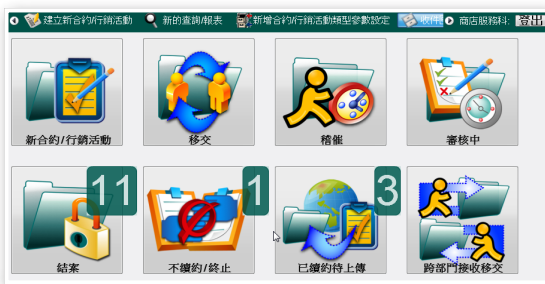 建立新合約/行銷活動 新的查詢/報表 新增合約/行銷活動類型參數設定 收件 商店服務科: 登出
新合約/行銷活動 移交 稽催 審核中
11 1 3
結案 不續約/終止 已續約待上傳 跨部門接收移交